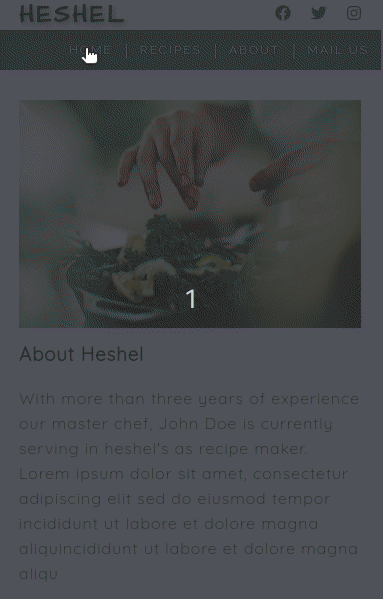 HESHEL
HOME | RECIPES | ABOUT | MAIL US
1
About Heshel
With more than three years of experience
our master chef, John Doe is currently
serving in heshel's as recipe maker.
Lorem ipsum dolor sit amet, consectetur
adipiscing elit sed do eiusmod tempor
incididunt ut labore et dolore magna
aliquincididunt ut labore et dolore magna
aliqu